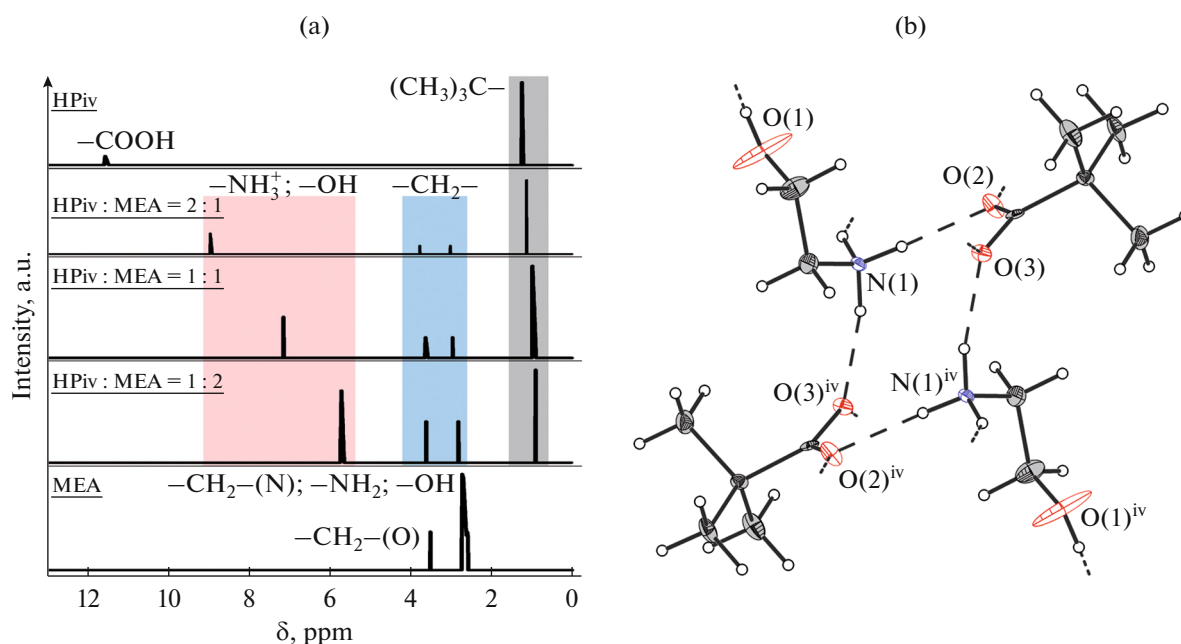 (a)
(b)
HPiv
(CH₃)₃C–
–COOH
–NH₃⁺; –OH
–CH₂–
HPiv : MEA = 2 : 1
HPiv : MEA = 1 : 1
HPiv : MEA = 1 : 2
MEA
–CH₂–(N); –NH₂; –OH
–CH₂–(O)
Intensity, a.u.
12 10 8 6 4 2 0
δ, ppm
O(1)
O(2)
O(3)
N(1)
O(3)ⁱᵛ
N(1)ⁱᵛ
O(2)ⁱᵛ
O(1)ⁱᵛ